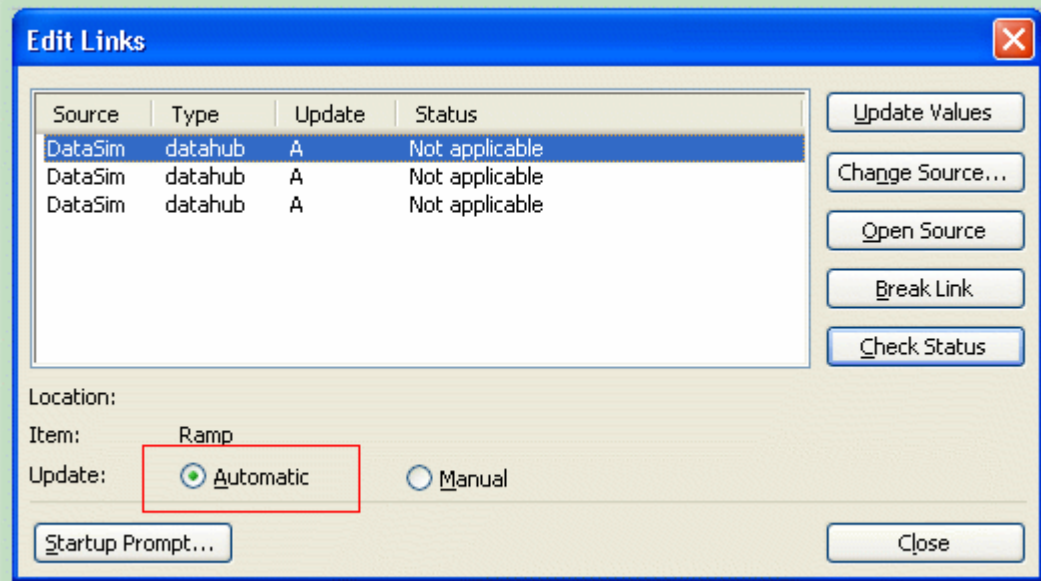 Edit Links
Source Type Update Status
DataSim datahub A Not applicable
DataSim datahub A Not applicable
DataSim datahub A Not applicable
Update Values
Change Source...
Open Source
Break Link
Check Status
Location:
Item: Ramp
Update: Automatic Manual
Startup Prompt... Close